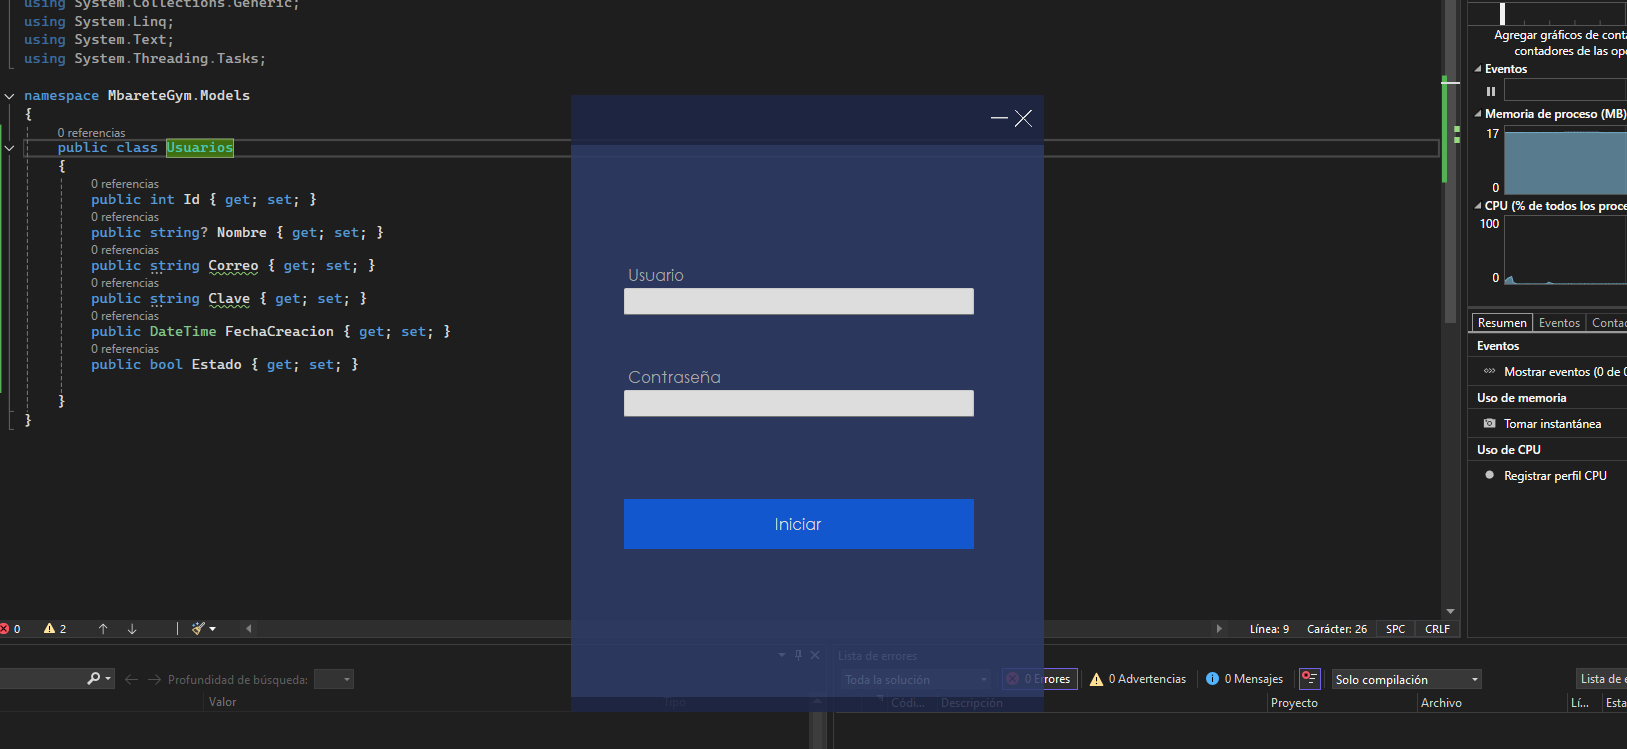 using System.Collections.Generic;
using System.Linq;
using System.Text;
using System.Threading.Tasks;
namespace MbareteGym.Models
{
0 referencias
public class Usuarios
{
0 referencias
public int Id { get; set; }
0 referencias
public string? Nombre { get; set; }
0 referencias
public string Correo { get; set; }
0 referencias
public string Clave { get; set; }
0 referencias
public DateTime FechaCreacion { get; set; }
0 referencias
public bool Estado { get; set; }
}
}
Usuario
Contraseña
Iniciar
Agregar gráficos de cont
contadores de las op
Eventos
Memoria de proceso (MB)
17
0
CPU (% de todos los proce
100
0
Resumen Eventos Conta
Eventos
Mostrar eventos (0 de 0
Uso de memoria
Tomar instantánea
Uso de CPU
Registrar perfil CPU
0 2 Línea: 9 Carácter: 26 SPC CRLF
Profundidad de búsqueda:
Valor Tipo
Lista de errores
Toda la solución 0 Errores 0 Advertencias 0 Mensajes Solo compilación Lista de e
Códi... Descripción Proyecto Archivo Lí... Esta